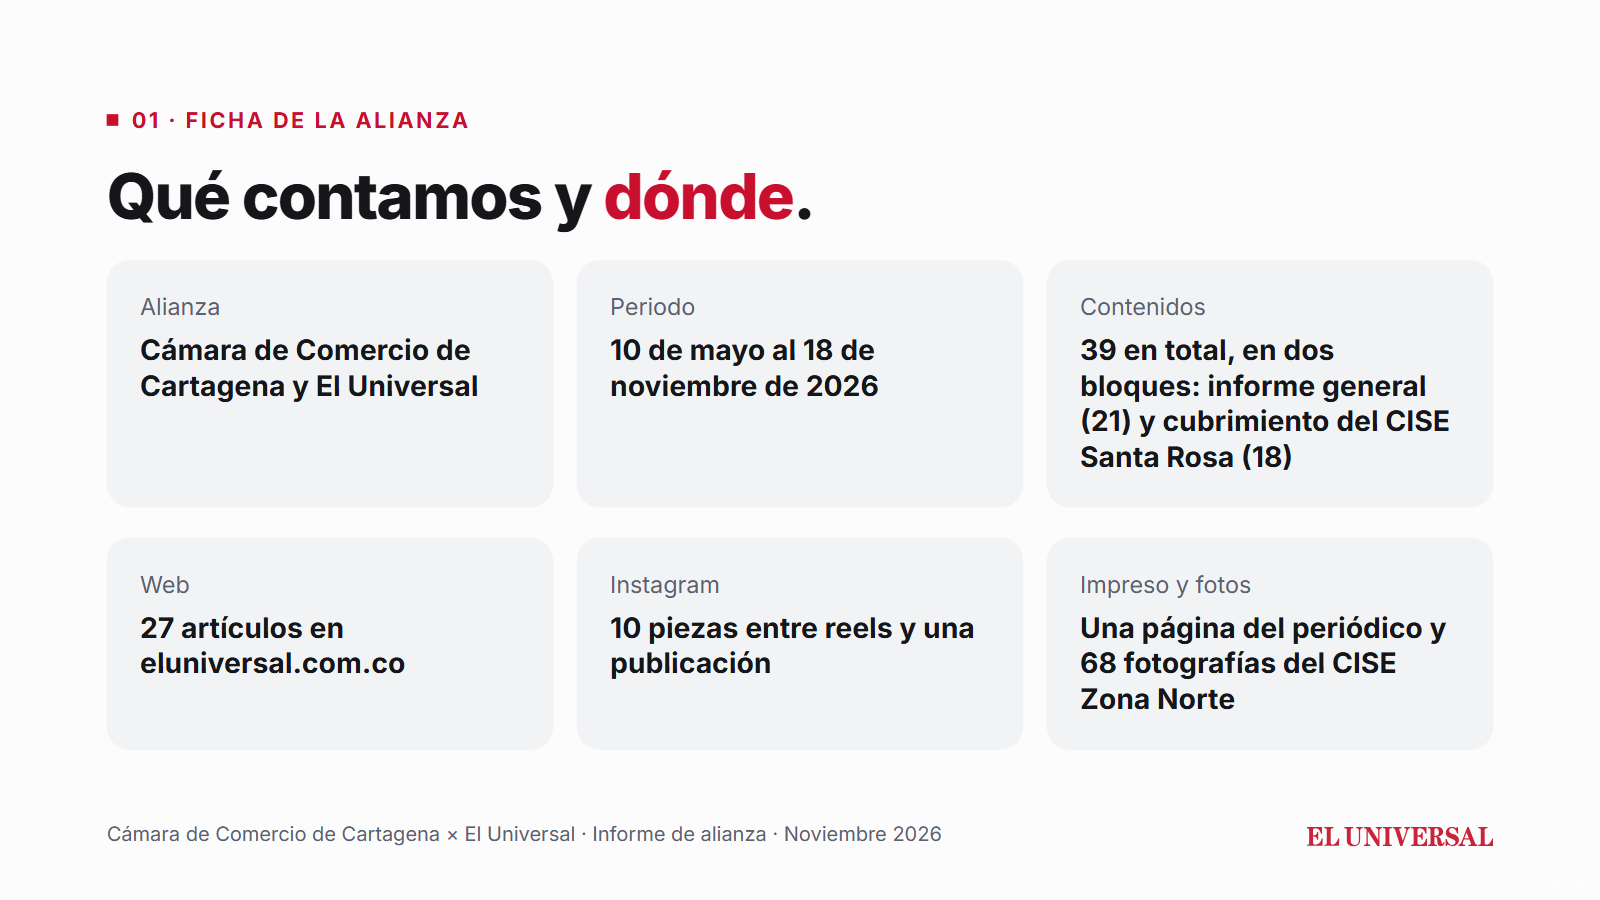 01 · FICHA DE LA ALIANZA
Qué contamos y dónde.
Alianza
Cámara de Comercio de
Cartagena y El Universal
Periodo
10 de mayo al 18 de
noviembre de 2026
Contenidos
39 en total, en dos
bloques: informe general
(21) y cubrimiento del CISE
Santa Rosa (18)
Web
27 artículos en
eluniversal.com.co
Instagram
10 piezas entre reels y una
publicación
Impreso y fotos
Una página del periódico y
68 fotografías del CISE
Zona Norte
Cámara de Comercio de Cartagena × El Universal · Informe de alianza · Noviembre 2026
EL UNIVERSAL